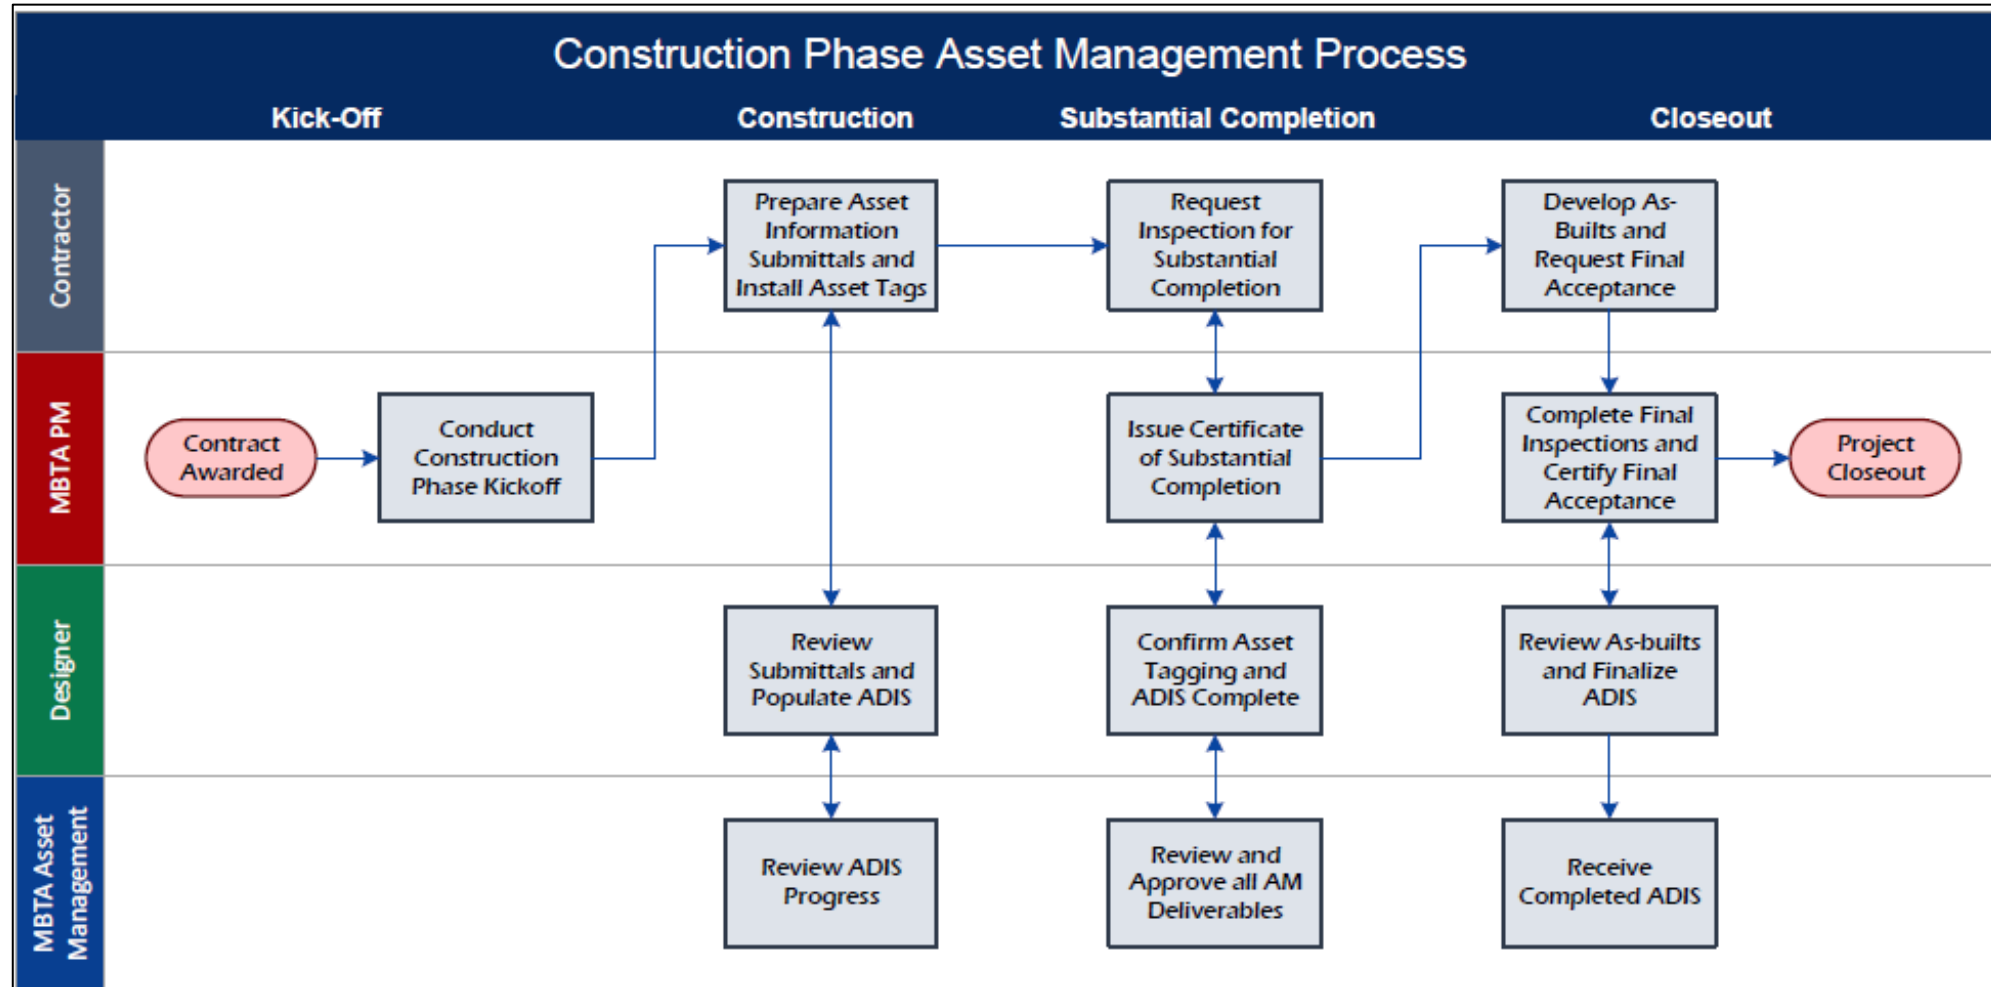 Construction Phase Asset Management Process
Kick-Off
Construction
Substantial Completion
Closeout
Contractor
Prepare Asset
Information
Submittals and
Install Asset Tags
Request
Inspection for
Substantial
Completion
Develop As-
Builts and
Request Final
Acceptance
MBTA PM
Contract
Awarded
Conduct
Construction
Phase Kickoff
Issue Certificate
of Substantial
Completion
Complete Final
Inspections and
Certify Final
Acceptance
Project
Closeout
Designer
Review
Submittals and
Populate ADIS
Confirm Asset
Tagging and
ADIS Complete
Review As-builts
and Finalize
ADIS
MBTA Asset
Management
Review ADIS
Progress
Review and
Approve all AM
Deliverables
Receive
Completed ADIS